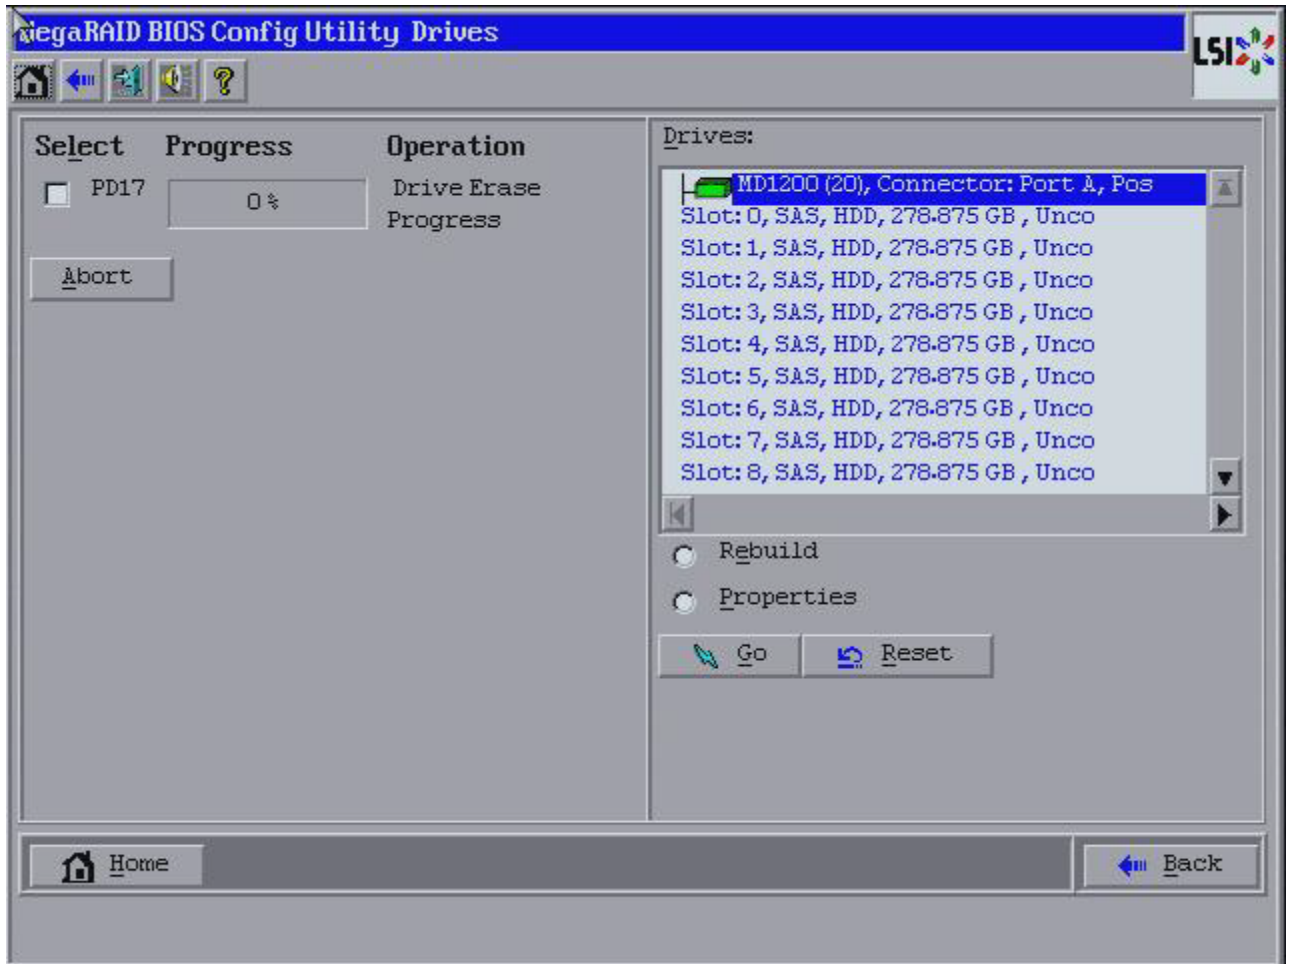 MegaRAID BIOS Config Utility Drives
LSI
Select Progress Operation
PD17 0% Drive Erase
Progress
Abort
Drives:
MD1200 (20), Connector: Port A, Pos
Slot: 0, SAS, HDD, 278.875 GB , Unco
Slot: 1, SAS, HDD, 278.875 GB , Unco
Slot: 2, SAS, HDD, 278.875 GB , Unco
Slot: 3, SAS, HDD, 278.875 GB , Unco
Slot: 4, SAS, HDD, 278.875 GB , Unco
Slot: 5, SAS, HDD, 278.875 GB , Unco
Slot: 6, SAS, HDD, 278.875 GB , Unco
Slot: 7, SAS, HDD, 278.875 GB , Unco
Slot: 8, SAS, HDD, 278.875 GB , Unco
Rebuild
Properties
Go Reset
Home Back